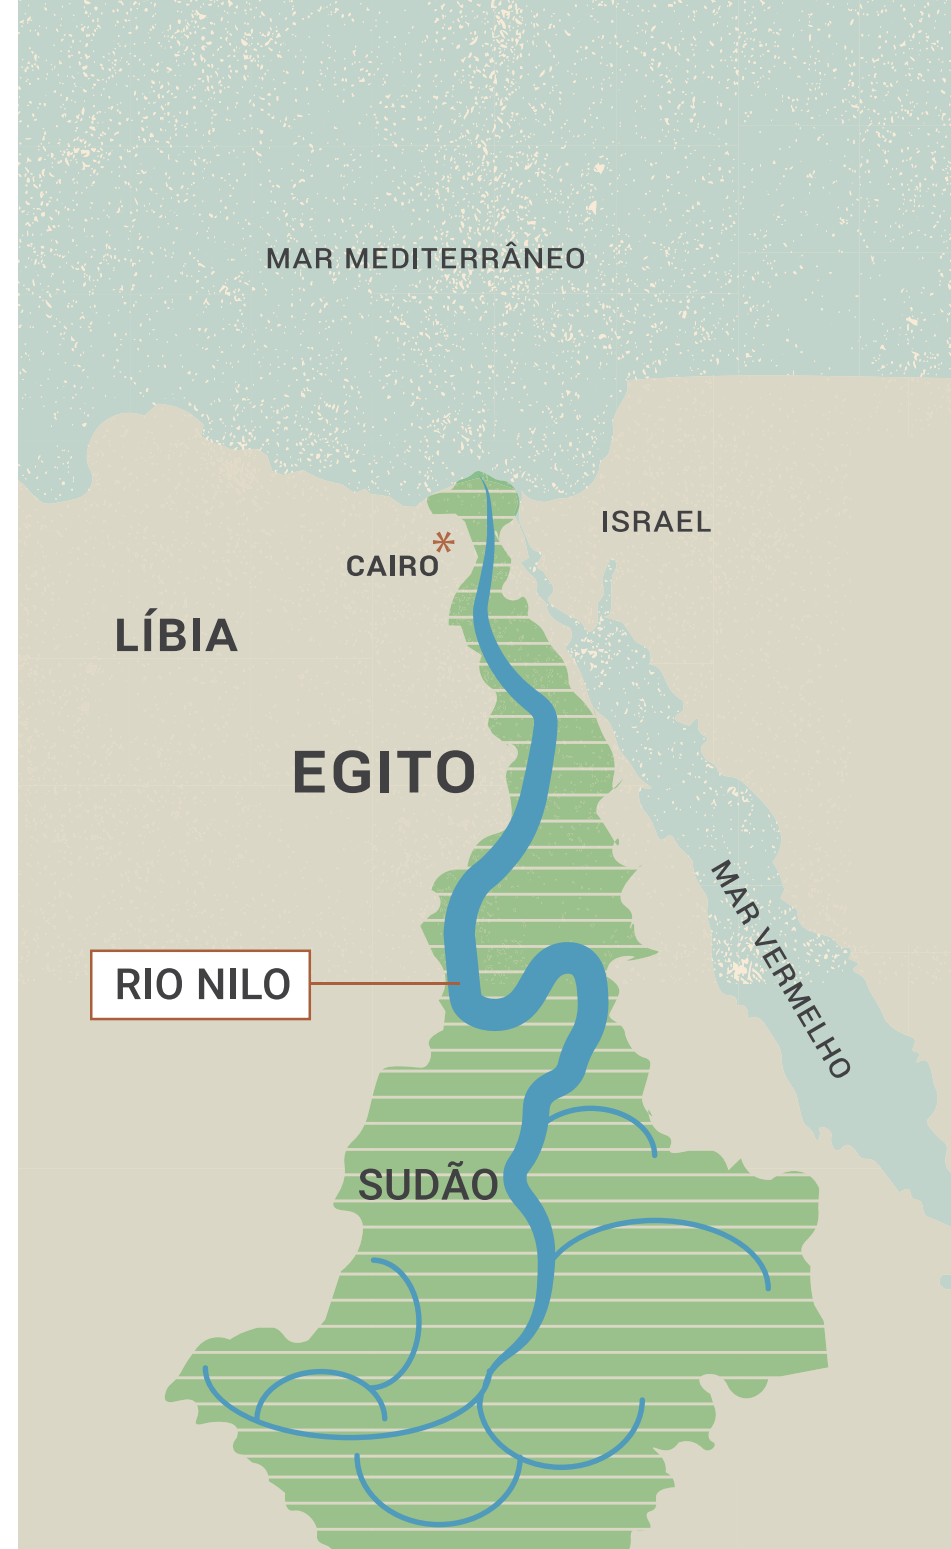 MAR MEDITERRÂNEO
ISRAEL
CAIRO*
LÍBIA
EGITO
MAR VERMELHO
RIO NILO
SUDÃO